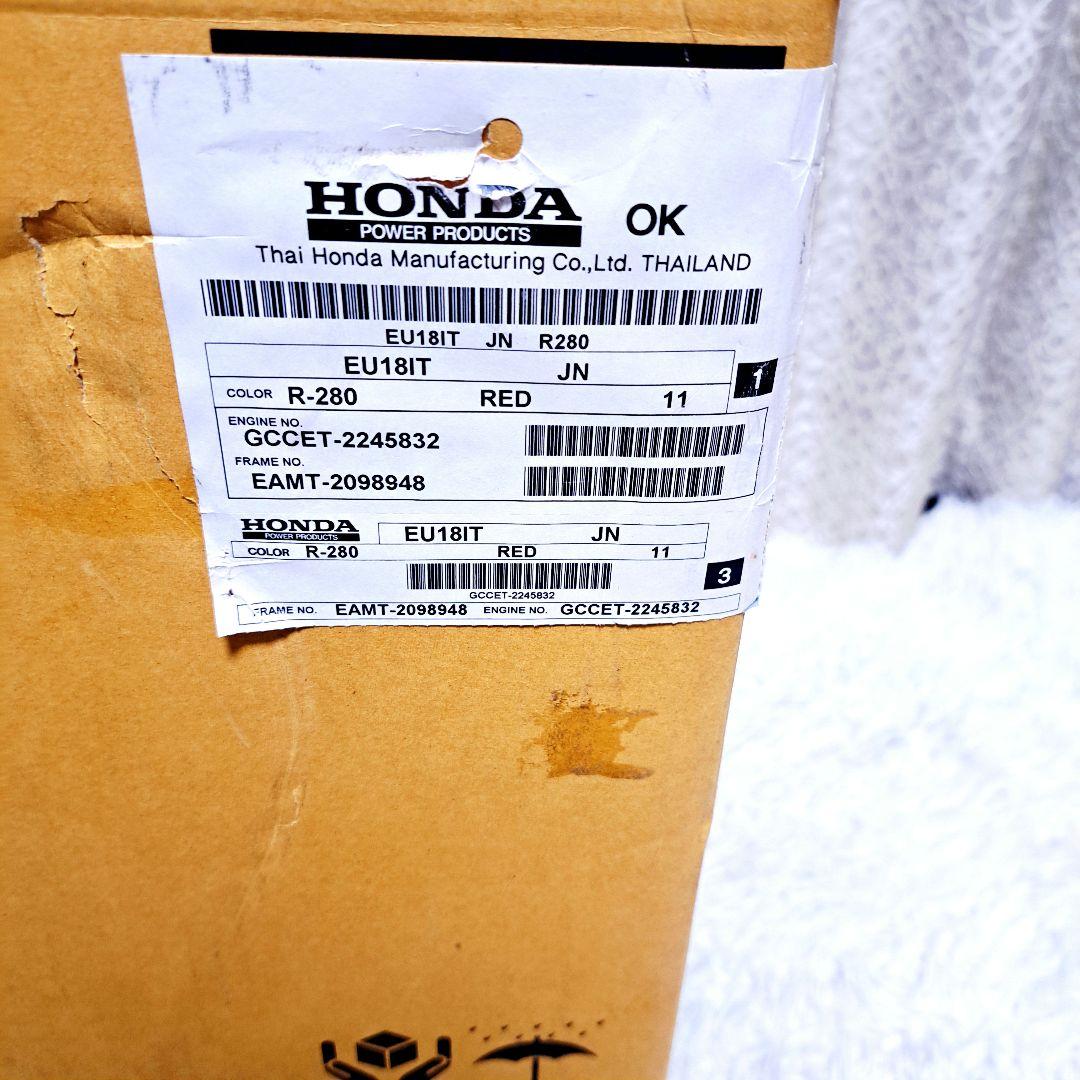 HONDA
POWER PRODUCTS
OK
Thai Honda Manufacturing Co.,Ltd. THAILAND
EU18IT JN R280
EU18IT JN
1
COLOR R-280 RED 11
ENGINE NO.
GCCET-2245832
FRAME NO.
EAMT-2098948
HONDA
POWER PRODUCTS
EU18IT JN
COLOR R-280 RED 11
3
GCCET-2245832
FRAME NO. EAMT-2098948 ENGINE NO. GCCET-2245832